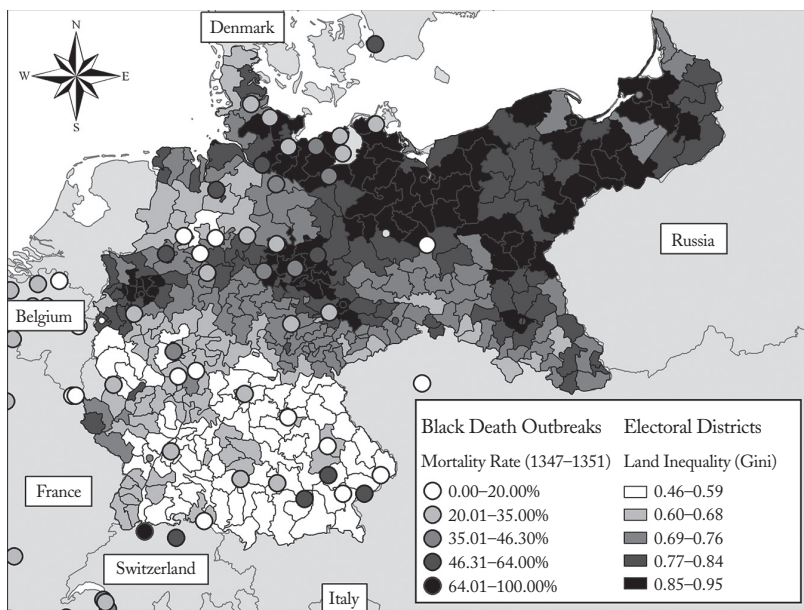 Denmark
N
W
E
S
Russia
Belgium
France
Switzerland
Italy
Black Death Outbreaks
Mortality Rate (1347–1351)
0.00–20.00%
20.01–35.00%
35.01–46.30%
46.31–64.00%
64.01–100.00%
Electoral Districts
Land Inequality (Gini)
0.46–0.59
0.60–0.68
0.69–0.76
0.77–0.84
0.85–0.95